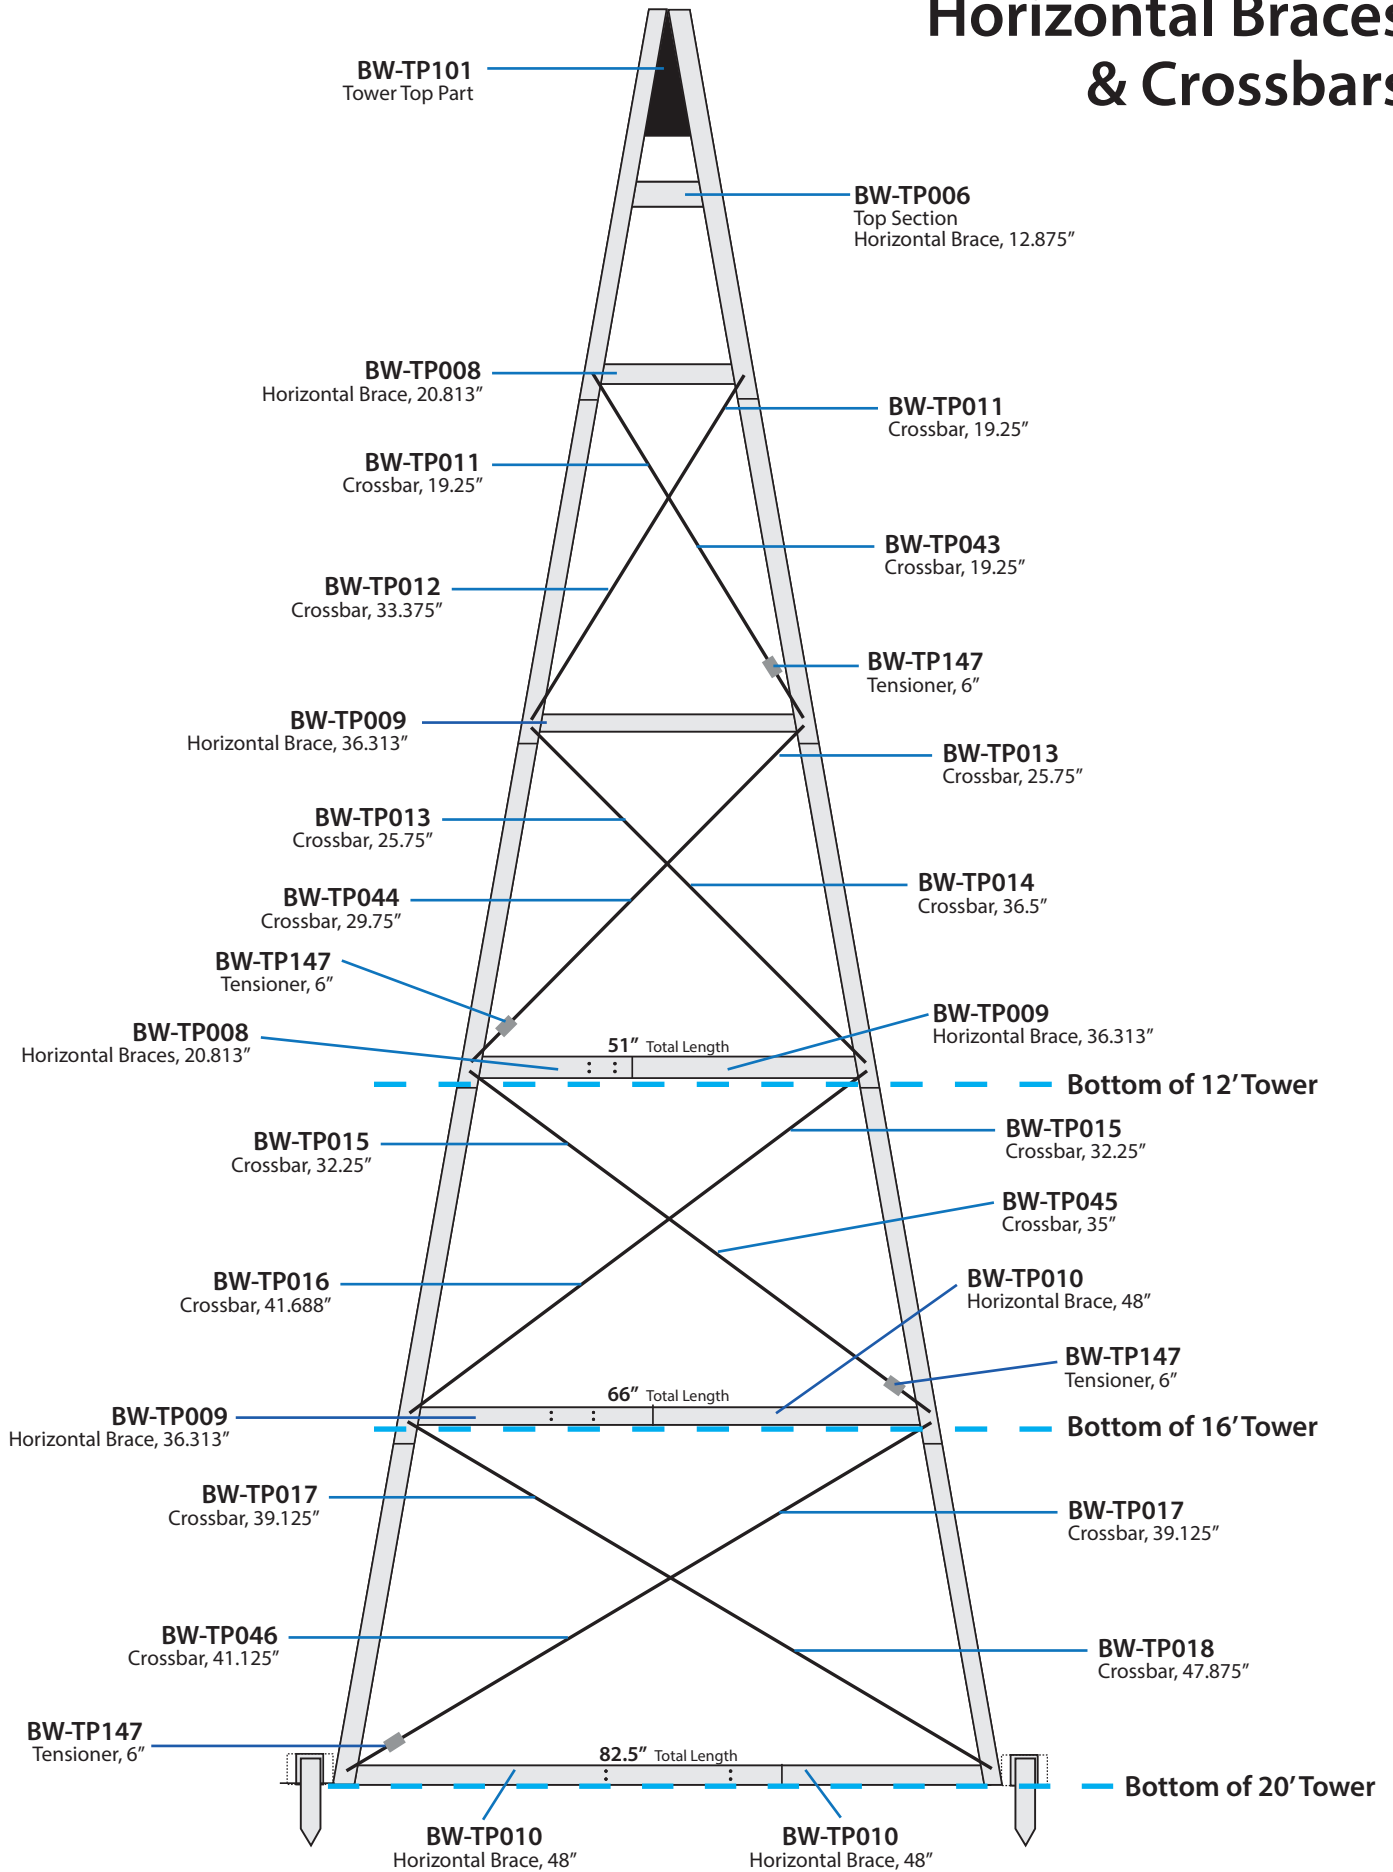 Horizontal Braces
& Crossbars
BW-TP101
Tower Top Part
BW-TP006
Top Section
Horizontal Brace, 12.875”
BW-TP008
Horizontal Brace, 20.813”
BW-TP011
Crossbar, 19.25”
BW-TP011
Crossbar, 19.25”
BW-TP043
Crossbar, 19.25”
BW-TP012
Crossbar, 33.375”
BW-TP147
Tensioner, 6”
BW-TP009
Horizontal Brace, 36.313”
BW-TP013
Crossbar, 25.75”
BW-TP013
Crossbar, 25.75”
BW-TP014
Crossbar, 36.5”
BW-TP044
Crossbar, 29.75”
BW-TP147
Tensioner, 6”
BW-TP009
Horizontal Brace, 36.313”
BW-TP008
Horizontal Braces, 20.813”
51” Total Length
Bottom of 12’ Tower
BW-TP015
Crossbar, 32.25”
BW-TP015
Crossbar, 32.25”
BW-TP045
Crossbar, 35”
BW-TP016
Crossbar, 41.688”
BW-TP010
Horizontal Brace, 48”
BW-TP147
Tensioner, 6”
66” Total Length
BW-TP009
Horizontal Brace, 36.313”
Bottom of 16’ Tower
BW-TP017
Crossbar, 39.125”
BW-TP017
Crossbar, 39.125”
BW-TP046
Crossbar, 41.125”
BW-TP018
Crossbar, 47.875”
BW-TP147
Tensioner, 6”
82.5” Total Length
Bottom of 20’ Tower
BW-TP010
Horizontal Brace, 48”
BW-TP010
Horizontal Brace, 48”